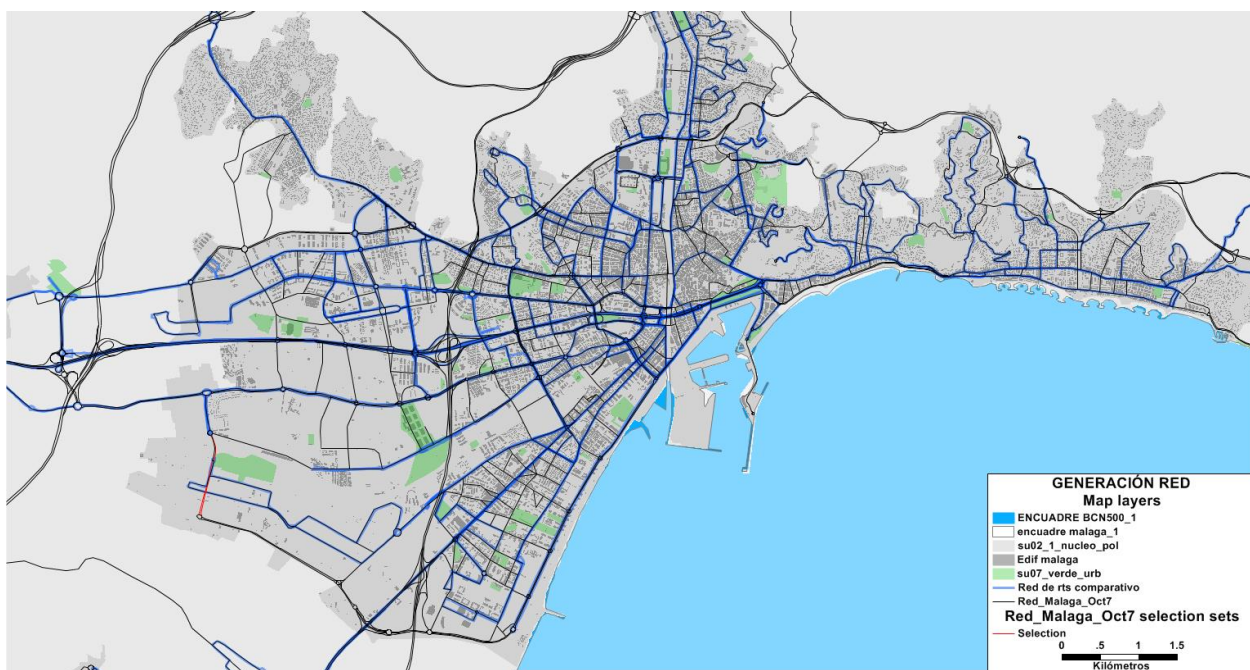 GENERACIÓN RED
Map layers
ENCUADRE BCN500_1
encuadre malaga_1
su02_1_nucleo_pol
Edif malaga
su07_verde_urb
Red de rts comparativo
Red_Malaga_Oct7
Red_Malaga_Oct7 selection sets
Selection
0 .5 1 1.5
Kilómetros